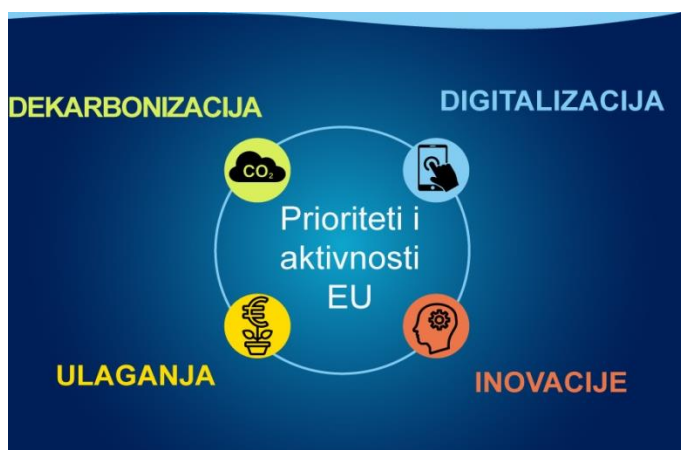 DEKARBONIZACIJA
DIGITALIZACIJA
CO₂
Prioriteti i
aktivnosti
EU
ULAGANJA
INOVACIJE